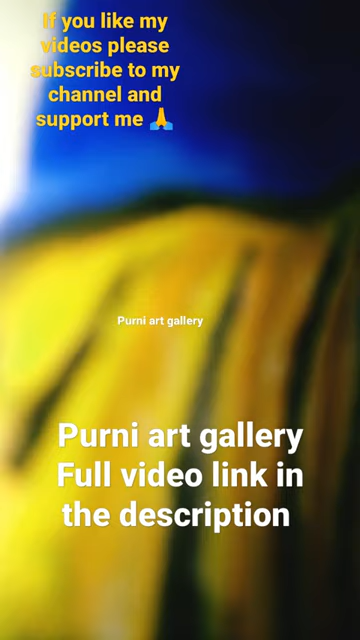 If you like my
videos please
subscribe to my
channel and
support me 🙏
Purni art gallery
Purni art gallery
Full video link in
the description